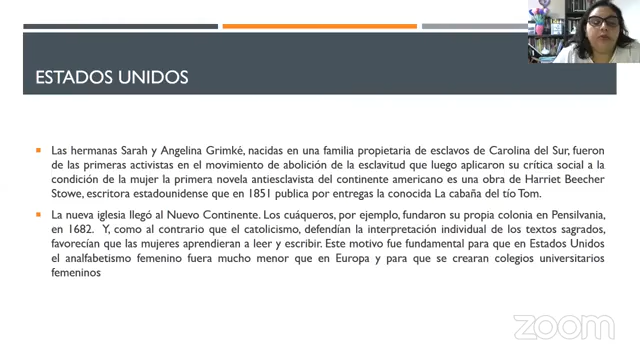 ESTADOS UNIDOS
Las hermanas Sarah y Angelina Grimké, nacidas en una familia propietaria de esclavos de Carolina del Sur, fueron
de las primeras activistas en el movimiento de abolición de la esclavitud que luego aplicaron su crítica social a la
condición de la mujer la primera novela antiesclavista del continente americano es una obra de Harriet Beecher
Stowe, escritora estadounidense que en 1851 publica por entregas la conocida La cabaña del tío Tom.
La nueva iglesia llegó al Nuevo Continente. Los cuáqueros, por ejemplo, fundaron su propia colonia en Pensilvania,
en 1682. Y, como al contrario que el catolicismo, defendían la interpretación individual de los textos sagrados,
favorecían que las mujeres aprendieran a leer y escribir. Este motivo fue fundamental para que en Estados Unidos
el analfabetismo femenino fuera mucho menor que en Europa y para que se crearan colegios universitarios
femeninos
zoom